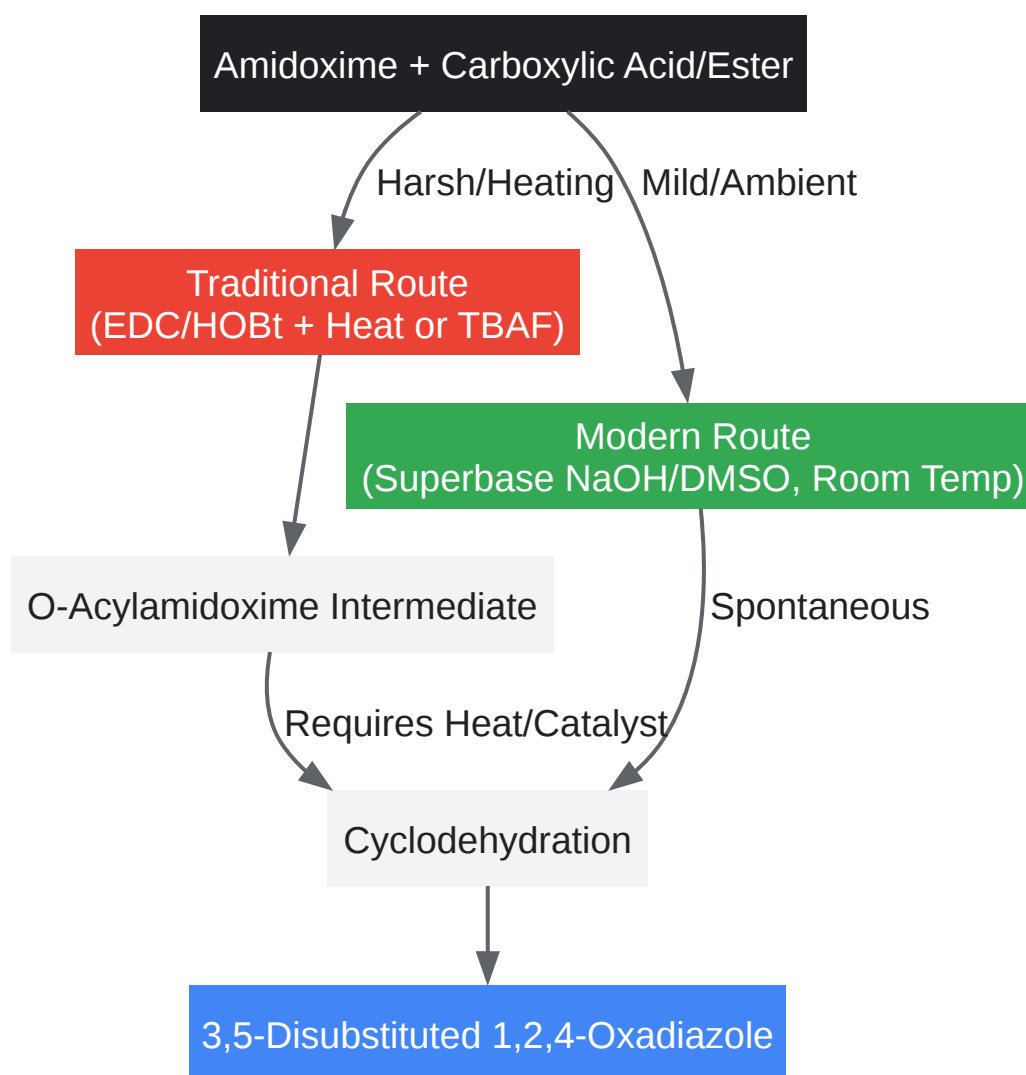 Amidoxime + Carboxylic Acid/Ester
Harsh/Heating
Mild/Ambient
Traditional Route
(EDC/HOBt + Heat or TBAF)
Modern Route
(Superbase NaOH/DMSO, Room Temp)
O-Acylamidoxime Intermediate
Spontaneous
Requires Heat/Catalyst
Cyclodehydration
3,5-Disubstituted 1,2,4-Oxadiazole